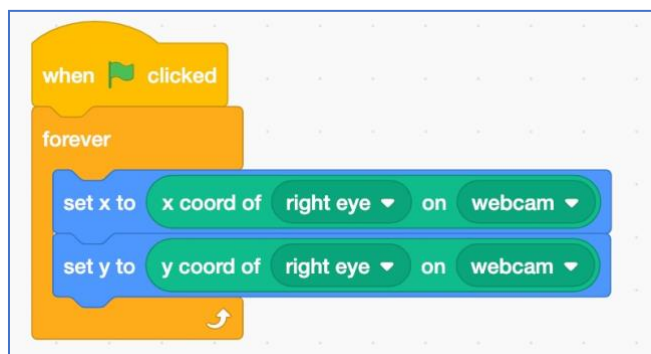 when clicked
forever
set x to x coord of right eye on webcam
set y to y coord of right eye on webcam